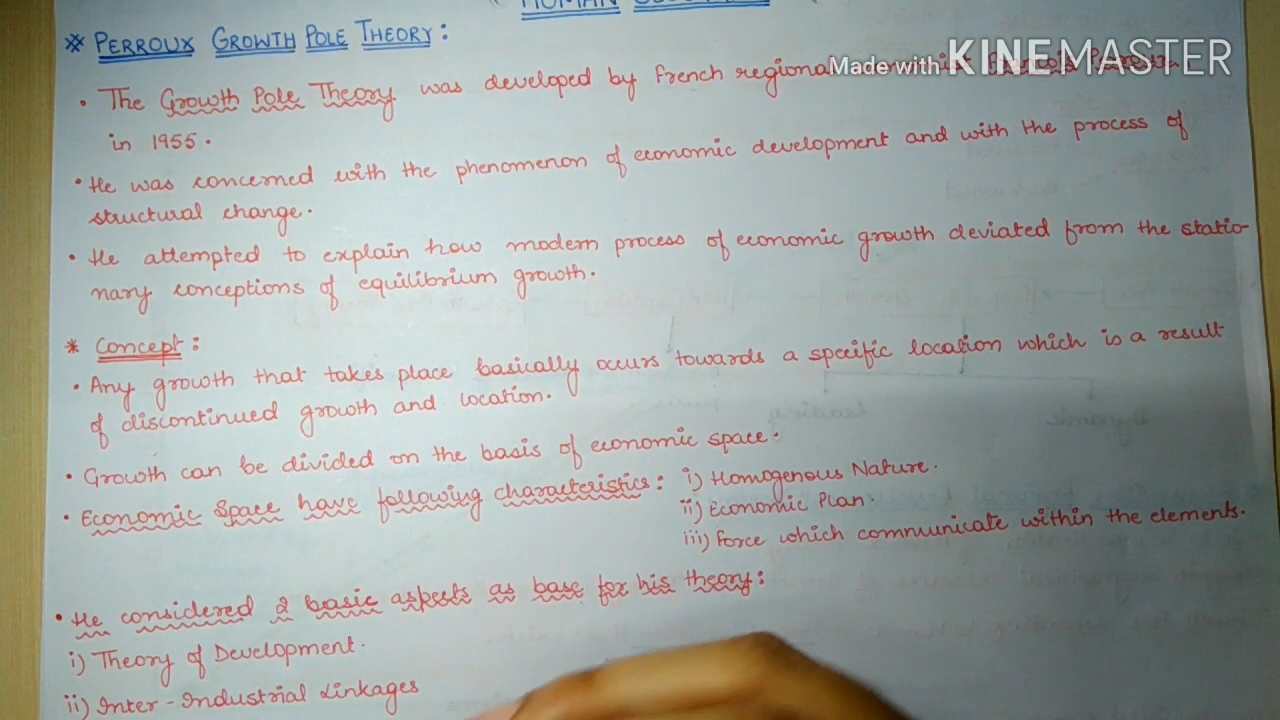 * PERROUX GROWTH POLE THEORY:
Made with KINEMASTER
• The Growth Pole Theory was developed by French regional
in 1955.
• He was concerned with the phenomenon of economic development and with the process of
structural change.
• He attempted to explain how modern process of economic growth deviated from the statio-
nary conceptions of equilibrium growth.
* Concept:
• Any growth that takes place basically occurs towards a specific location which is a result
of discontinued growth and location.
• Growth can be divided on the basis of economic space.
• Economic Space have following characteristics: i) Homogenous Nature.
ii) Economic Plan
iii) Force which communicate within the elements.
• He considered 2 basic aspects as base for his theory:
i) Theory of Development.
ii) Inter-Industrial Linkages